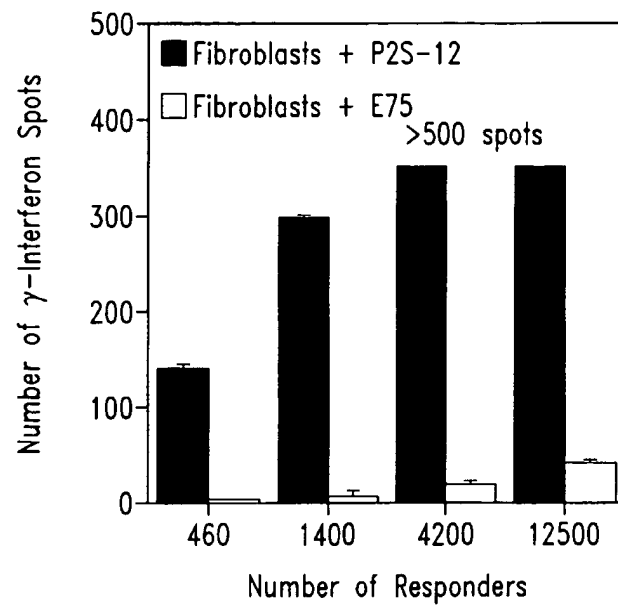 500
400
300
200
100
0
Number of γ-Interferon Spots
Fibroblasts + P2S-12
Fibroblasts + E75
>500 spots
460 1400 4200 12500
Number of Responders